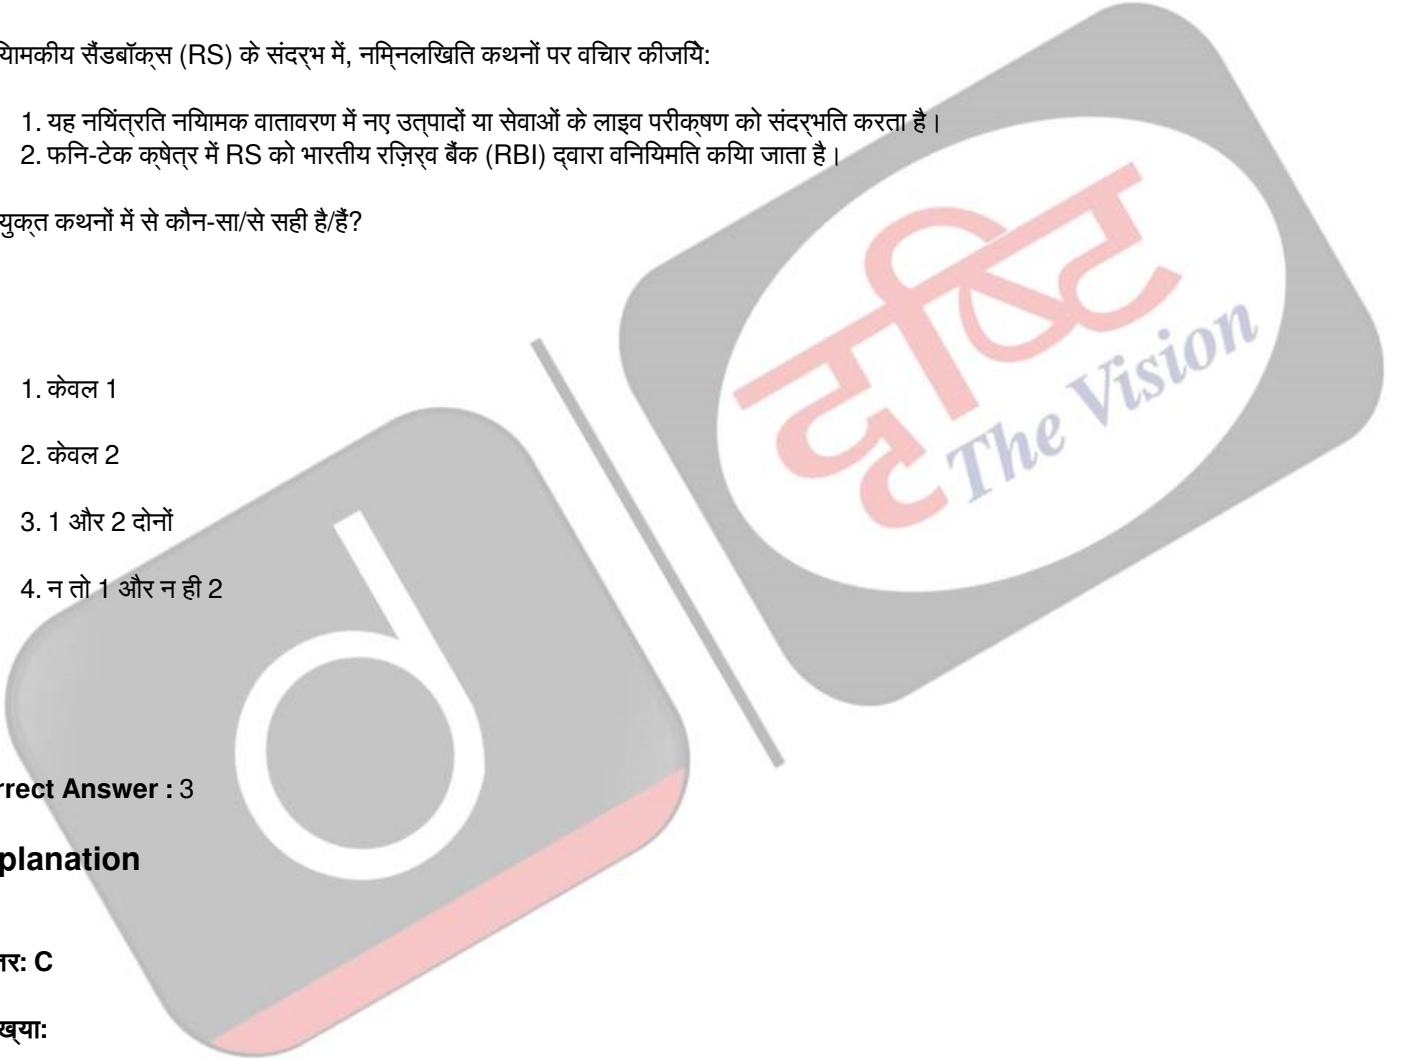 यामकीय सैंडबॉक्स (RS) के संदर्भ में, निम्नलिखित कथनों पर विचार कीजिये:
1. यह नियंत्रित नियामक वातावरण में नए उत्पादों या सेवाओं के लाइव परीक्षण को संदर्भित करता है।
2. फिन-टेक क्षेत्र में RS को भारतीय रिज़र्व बैंक (RBI) द्वारा विनियमित किया जाता है।
युक्त कथनों में से कौन-सा/से सही है/हैं?
1. केवल 1
2. केवल 2
3. 1 और 2 दोनों
4. न तो 1 और न ही 2
rrect Answer : 3
planation
तर: C
ख्या:
दृष्टि
The Vision
d